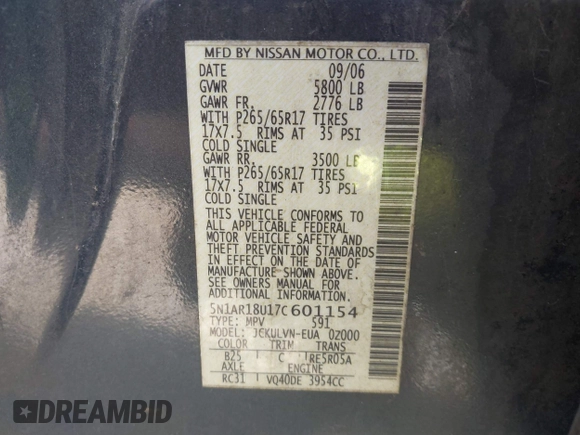 MFD BY NISSAN MOTOR CO., LTD.
DATE 09/06
GVWR 5800 LB
GAWR FR. 2776 LB
WITH P265/65R17 TIRES
17X7.5 RIMS AT 35 PSI
COLD SINGLE
GAWR RR. 3500 LB
WITH P265/65R17 TIRES
17X7.5 RIMS AT 35 PSI
COLD SINGLE
THIS VEHICLE CONFORMS TO
ALL APPLICABLE FEDERAL
MOTOR VEHICLE SAFETY AND
THEFT PREVENTION STANDARDS
IN EFFECT ON THE DATE OF
MANUFACTURE SHOWN ABOVE.
SEE OWNERS MANUAL FOR
ADDITIONAL INFORMATION.
5N1AR18U17C601154
TYPE: MPV 591
MODEL: JEKULVN-EUA 02000
COLOR TRIM TRANS
B25 C RE5R05A
AXLE ENGINE
RC31 VQ40DE 3954CC
DREAMBID